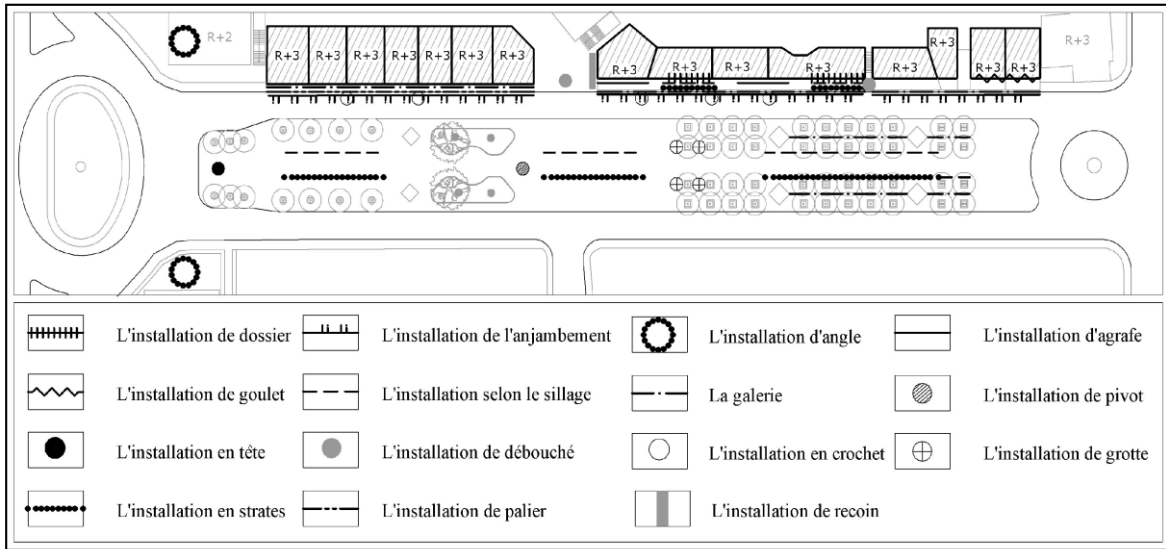 R+2
R+3 R+3 R+3 R+3 R+3 R+3 R+3
R+3 R+3 R+3 R+3 R+3 R+3 R+3 R+3 R+3
L'installation de dossier
L'installation de l'anjambement
L'installation d'angle
L'installation d'agrafe
L'installation de goulet
L'installation selon le sillage
La galerie
L'installation de pivot
L'installation en tête
L'installation de débouché
L'installation en crochet
L'installation de grotte
L'installation en strates
L'installation de palier
L'installation de recoin